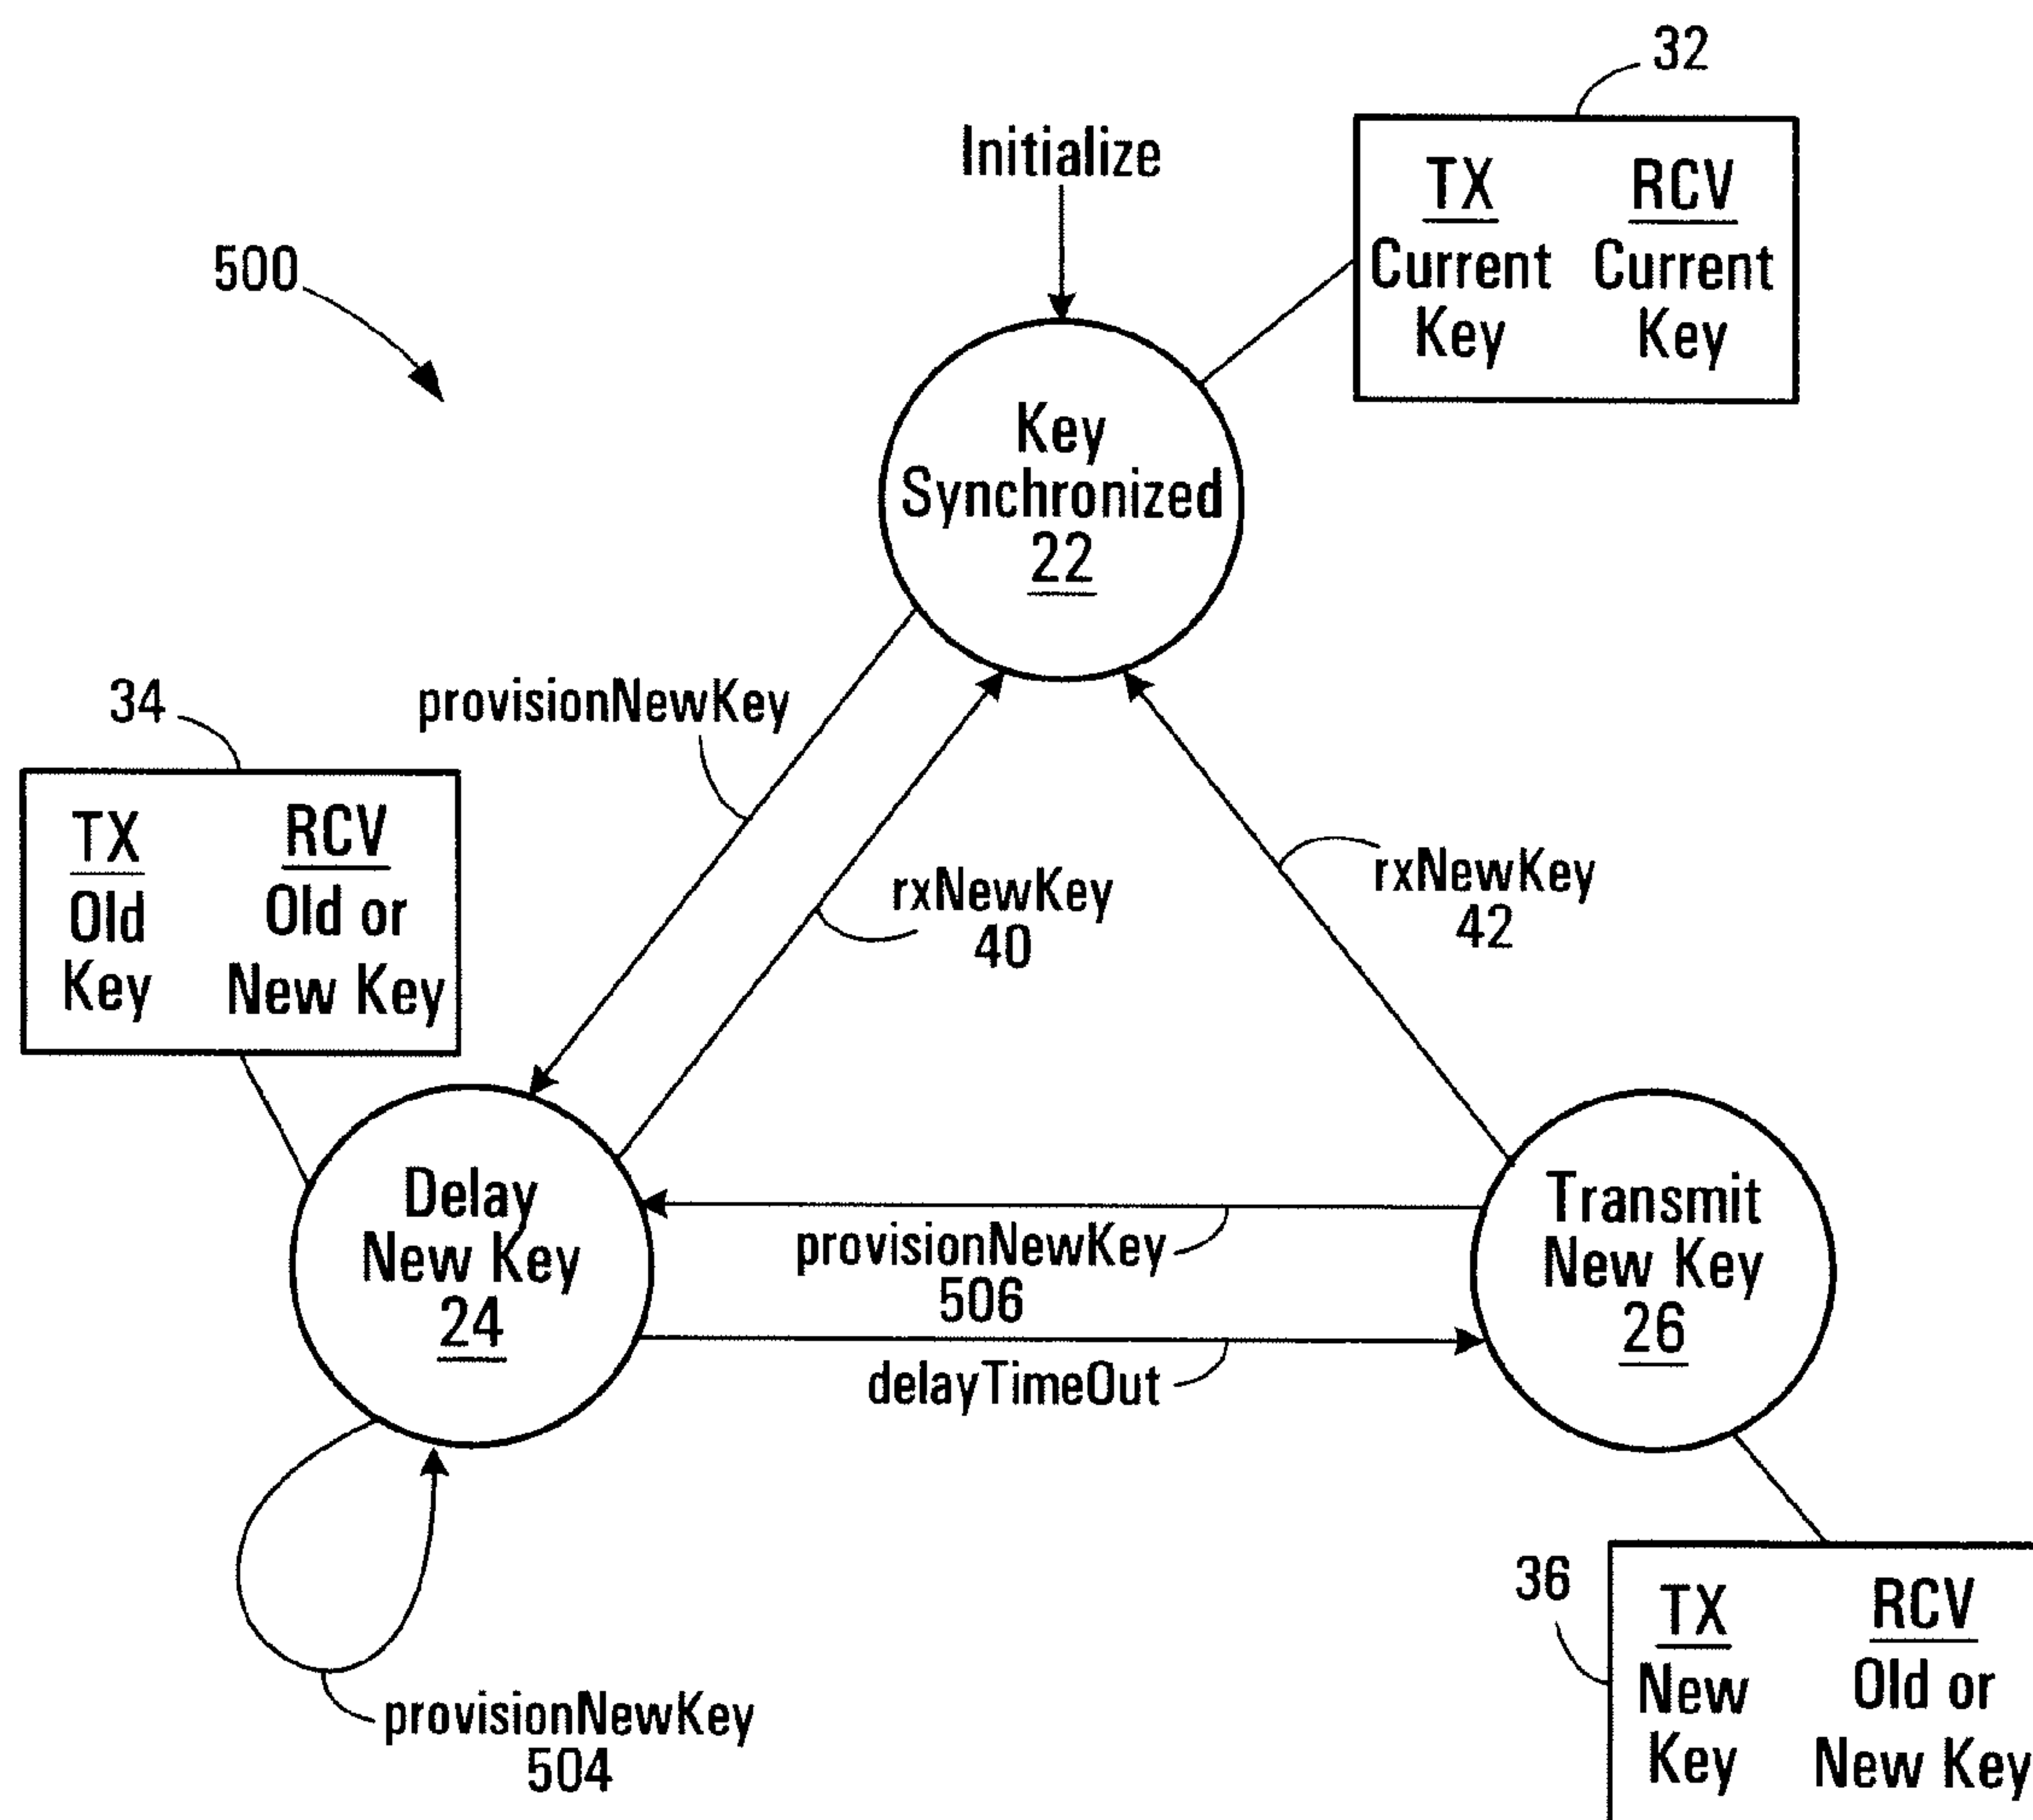 32
Initialize
TX RCV
Current Current
Key Key
500
Key
Synchronized
22
provisionNewKey
34
TX RCV
Old Old or
Key New Key
rxNewKey
40
rxNewKey
42
Delay
New Key
24
provisionNewKey
506
delayTimeOut
Transmit
New Key
26
36
TX RCV
New Old or
Key New Key
provisionNewKey
504